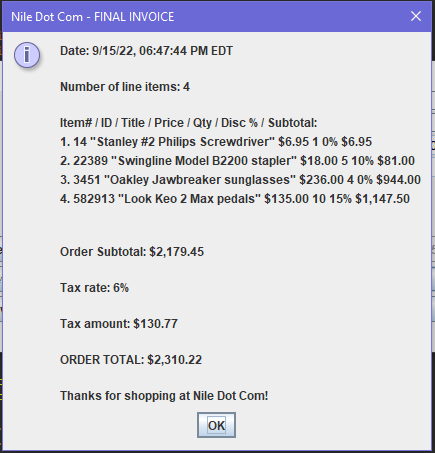 Nile Dot Com - FINAL INVOICE
Date: 9/15/22, 06:47:44 PM EDT
Number of line items: 4
Item# / ID / Title / Price / Qty / Disc % / Subtotal:
1. 14 "Stanley #2 Philips Screwdriver" $6.95 1 0% $6.95
2. 22389 "Swingline Model B2200 stapler" $18.00 5 10% $81.00
3. 3451 "Oakley Jawbreaker sunglasses" $236.00 4 0% $944.00
4. 582913 "Look Keo 2 Max pedals" $135.00 10 15% $1,147.50
Order Subtotal: $2,179.45
Tax rate: 6%
Tax amount: $130.77
ORDER TOTAL: $2,310.22
Thanks for shopping at Nile Dot Com!
OK